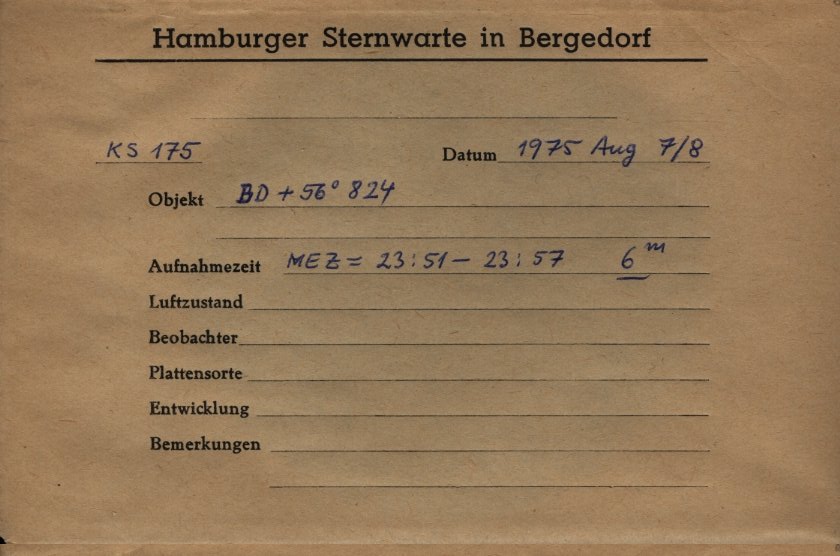 Hamburger Sternwarte in Bergedorf
KS 175 Datum 1975 Aug 7/8
Objekt BD + 56° 824
Aufnahmezeit MEZ = 23:51 - 23:57 6ᵐ
Luftzustand
Beobachter
Plattensorte
Entwicklung
Bemerkungen